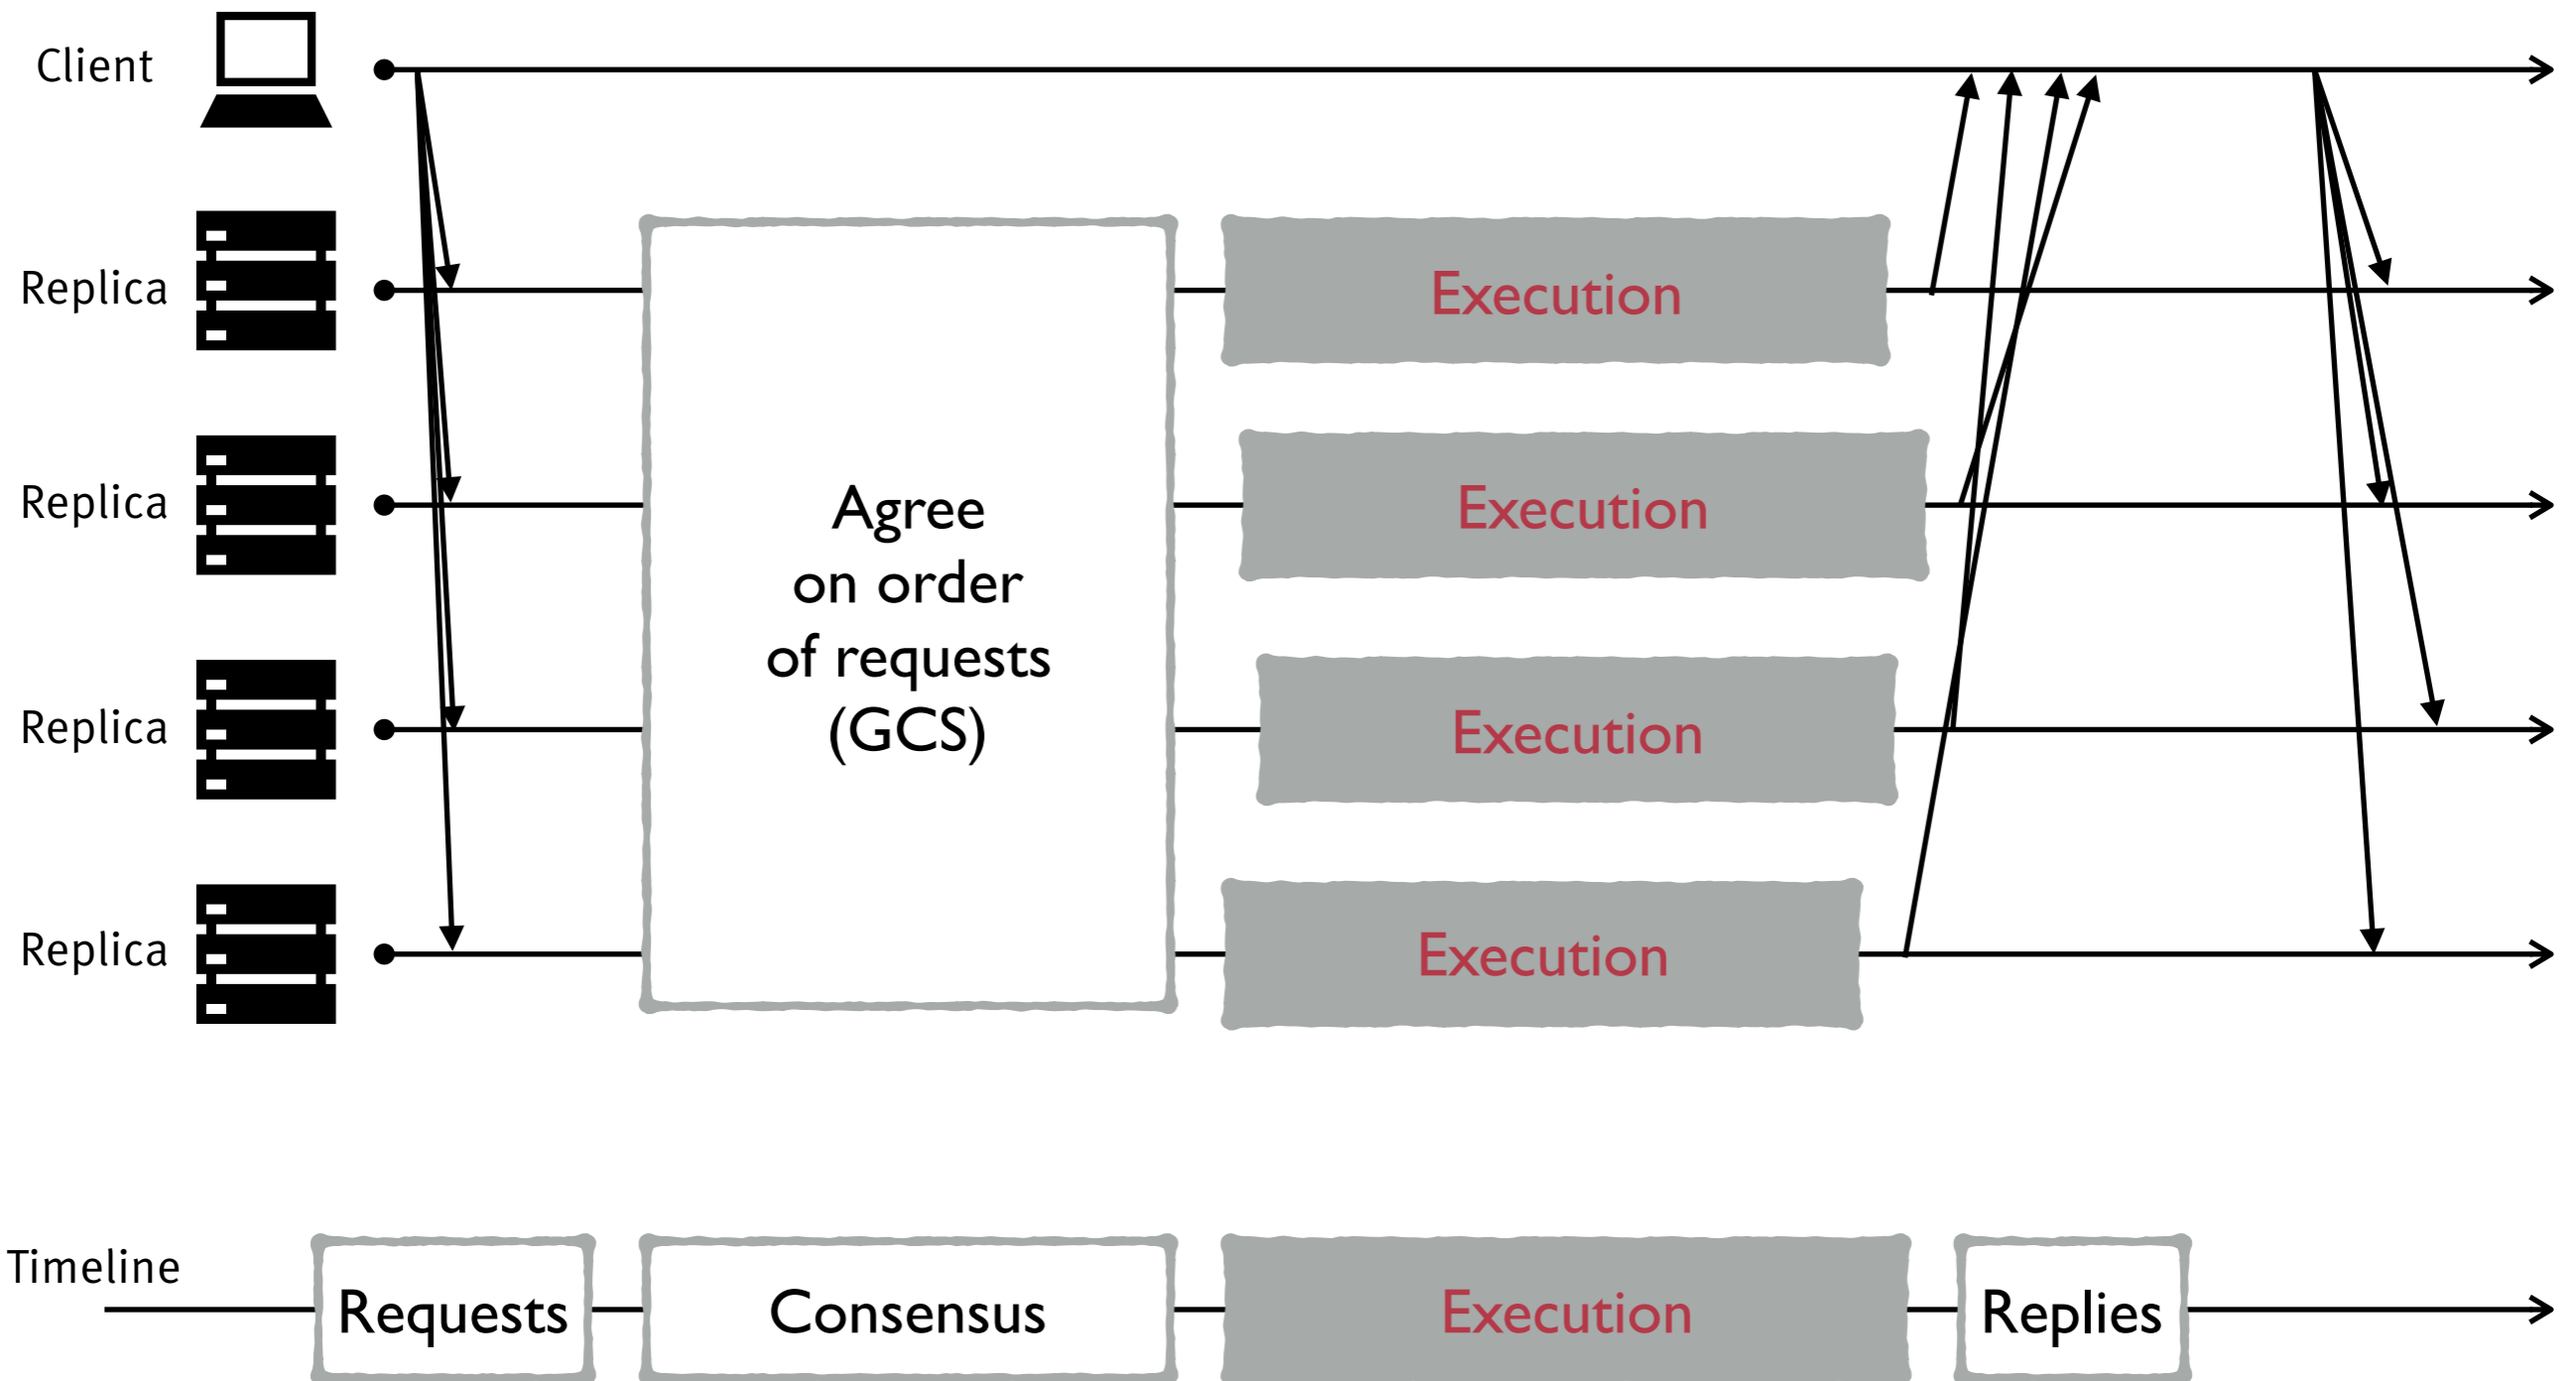 Client
Replica
Execution
Replica
Execution
Agree
on order
of requests
(GCS)
Replica
Execution
Replica
Execution
Timeline
Requests
Consensus
Execution
Replies